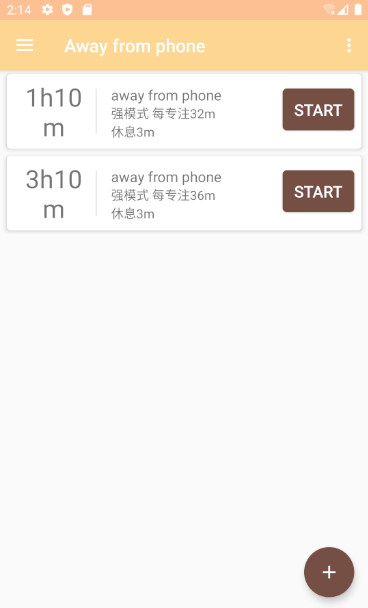 2:14
Away from phone
1h10
m
away from phone
强模式 每专注32m
休息3m
START
3h10
m
away from phone
强模式 每专注36m
休息3m
START
+